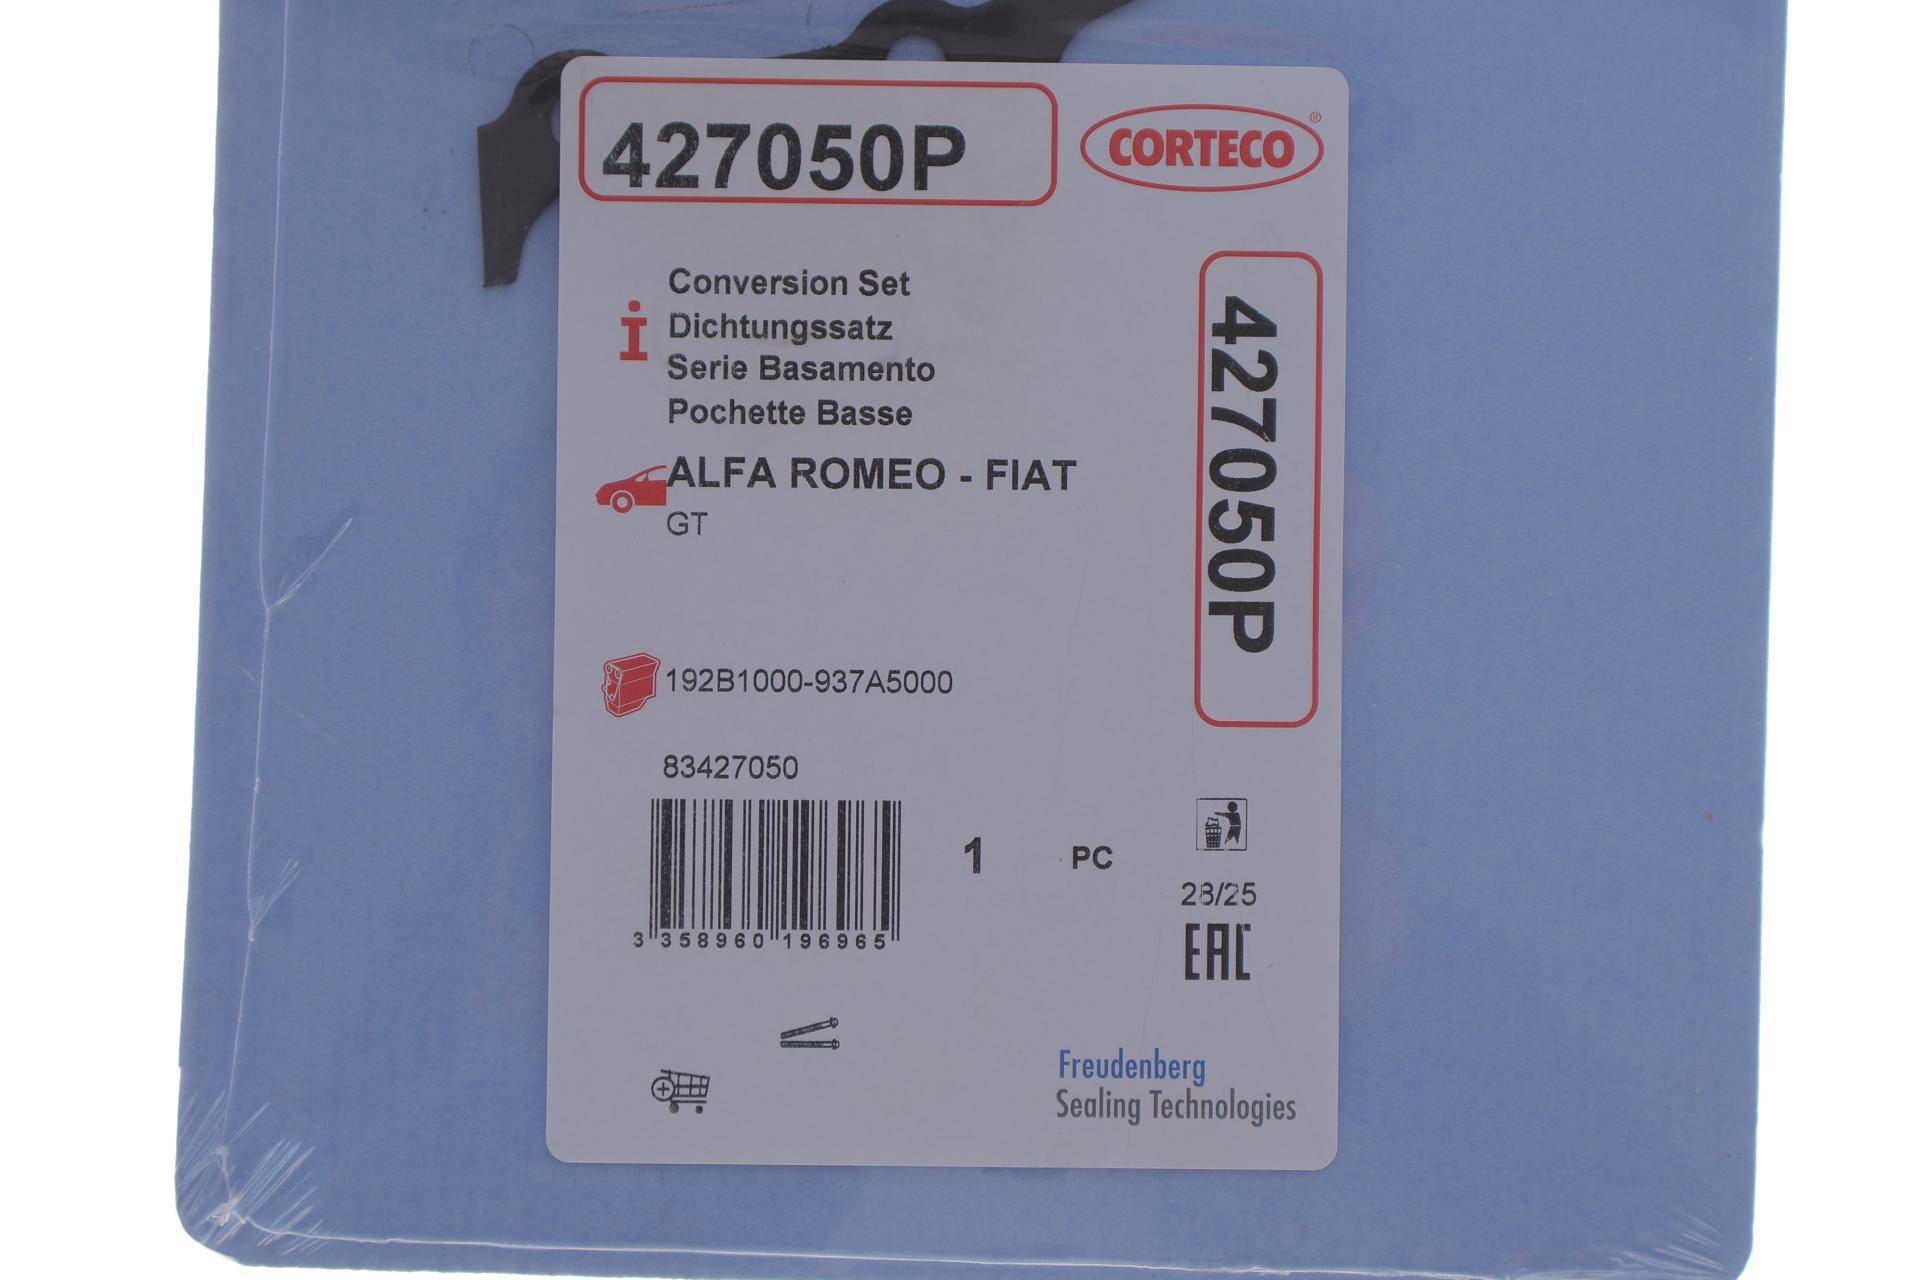 427050P
CORTECO®
Conversion Set
Dichtungssatz
Serie Basamento
Pochette Basse
427050P
ALFA ROMEO - FIAT
GT
192B1000-937A5000
83427050
3 358960 196965
1 PC
28/25
EAC
Freudenberg
Sealing Technologies